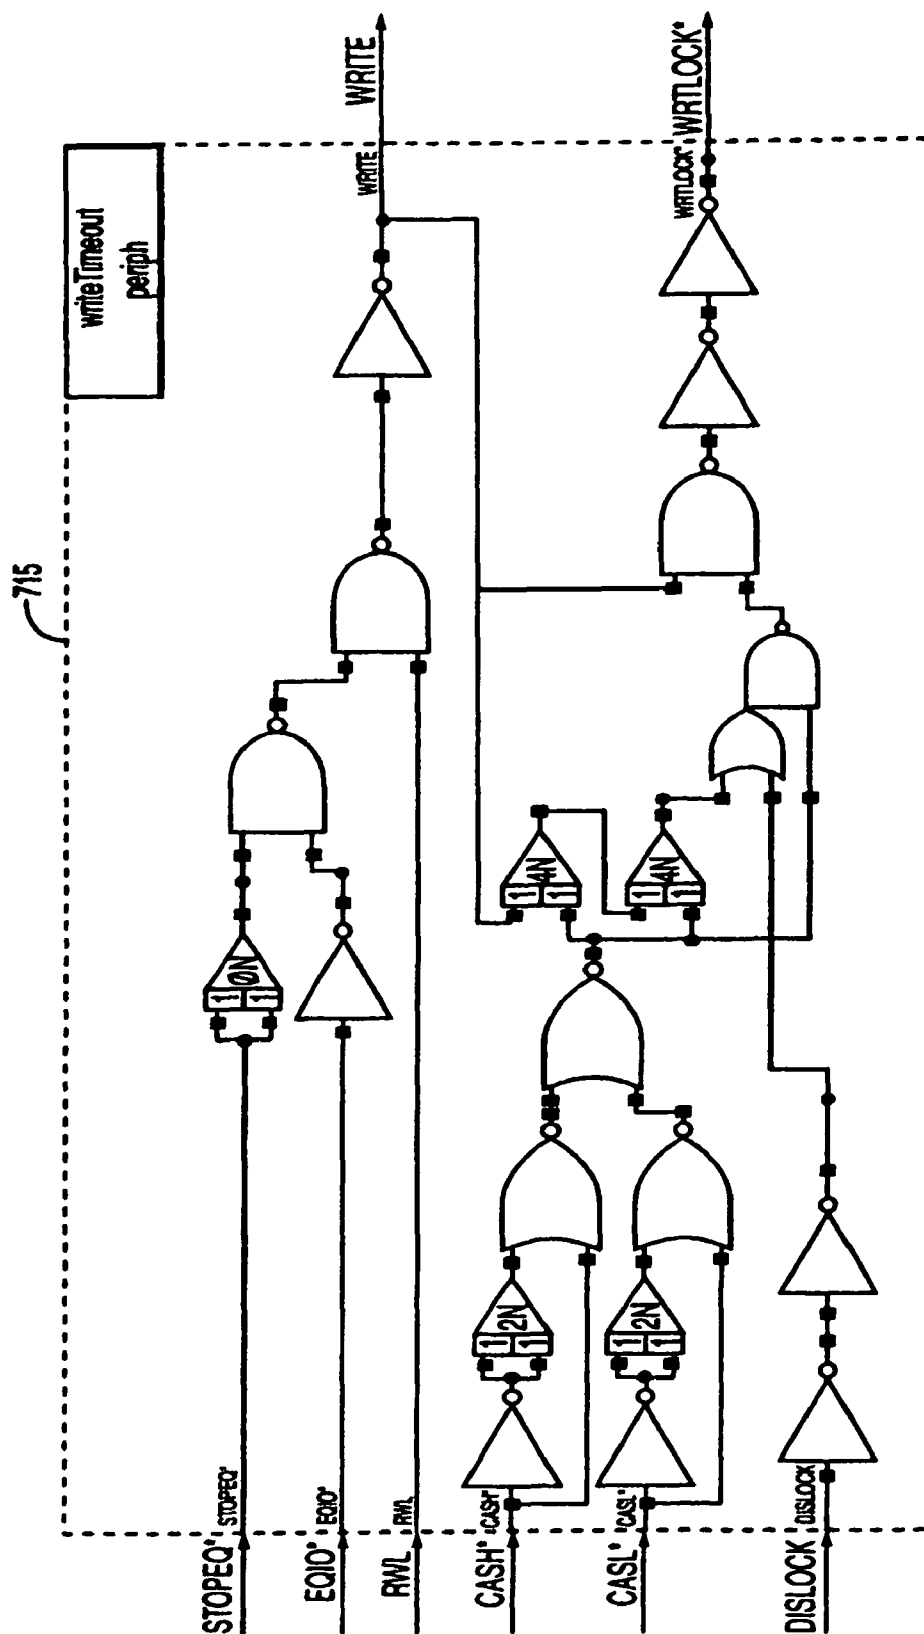 715
writeTimeout
periph
STOPEQ*
STOPEQ*
EQIO*
EQIO*
RWL
RWL
CASH*
CASH*
CASL*
CASL*
DISLOCK
DISLOCK
1
1
0N
1
1
2N
1
1
2N
1
1
4N
1
1
4N
WRITE
WRITE
WRTLOCK*
WRTLOCK*